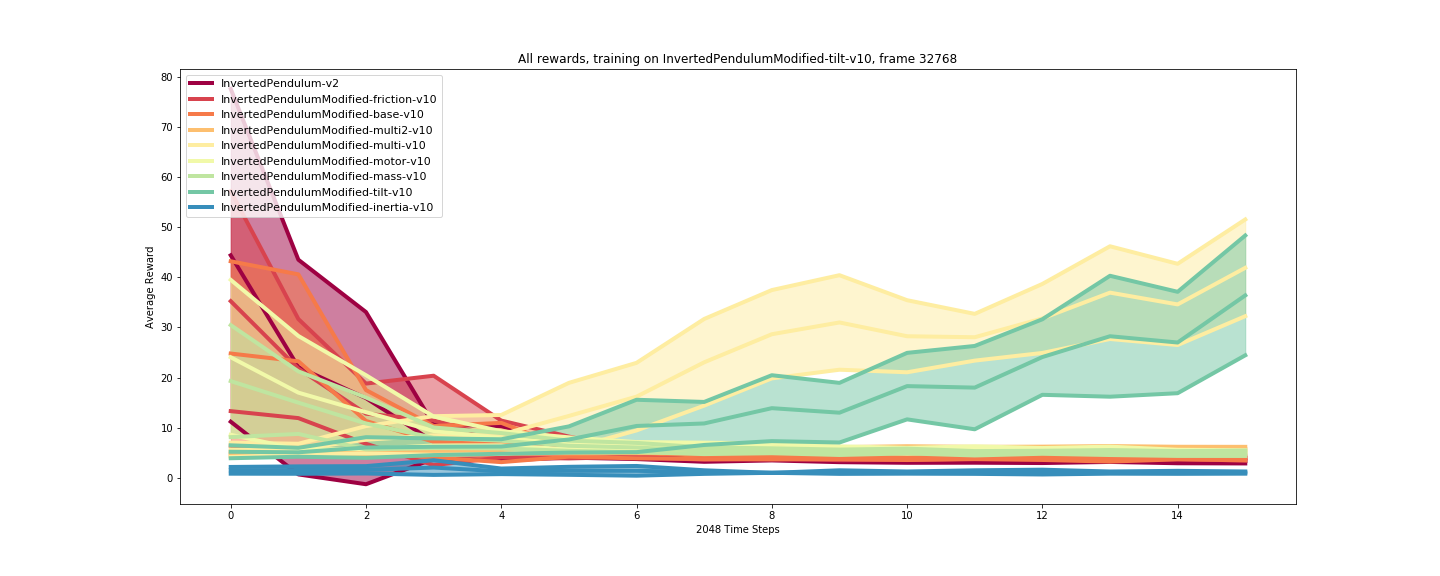 All rewards, training on InvertedPendulumModified-tilt-v10, frame 32768
80
70
60
50
40
30
20
10
0
Average Reward
InvertedPendulum-v2
InvertedPendulumModified-friction-v10
InvertedPendulumModified-base-v10
InvertedPendulumModified-multi2-v10
InvertedPendulumModified-multi-v10
InvertedPendulumModified-motor-v10
InvertedPendulumModified-mass-v10
InvertedPendulumModified-tilt-v10
InvertedPendulumModified-inertia-v10
0 2 4 6 8 10 12 14
2048 Time Steps